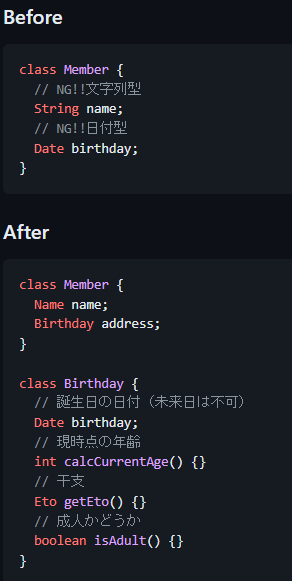 Before
class Member {
  // NG!!文字列型
  String name;
  // NG!!日付型
  Date birthday;
}
After
class Member {
  Name name;
  Birthday address;
}
class Birthday {
  // 誕生日の日付（未来日は不可）
  Date birthday;
  // 現時点の年齢
  int calcCurrentAge() {}
  // 干支
  Eto getEto() {}
  // 成人かどうか
  boolean isAdult() {}
}